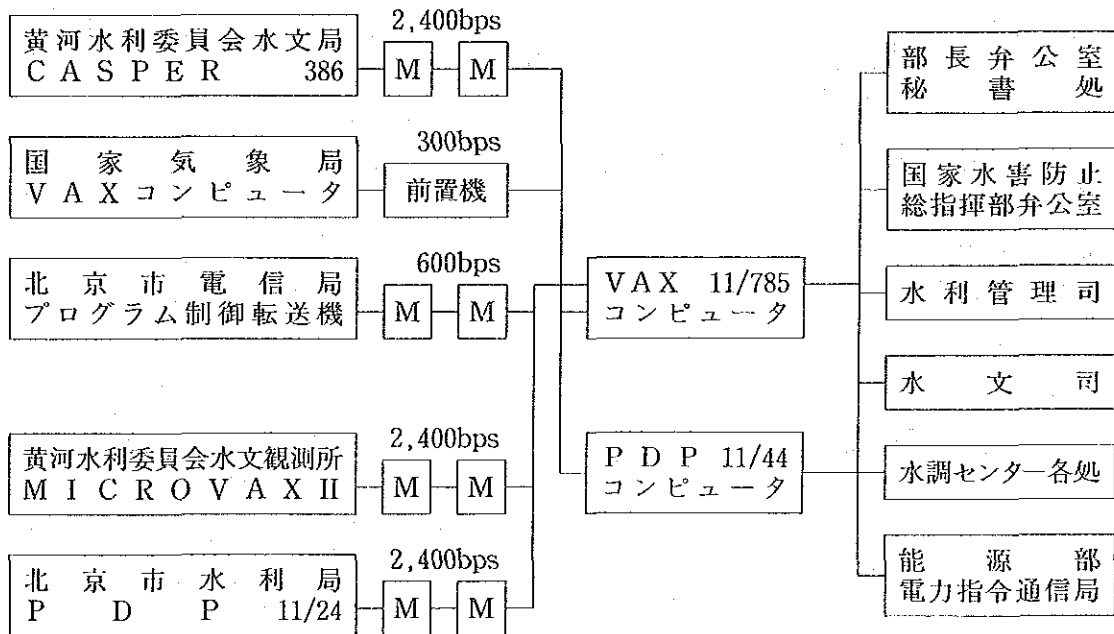 2,400bps
黄河水利委員会水文局
CASPER 386
M
M
300bps
国家気象局
VAXコンピュータ
前置機
600bps
北京市電信局
プログラム制御転送機
M
M
2,400bps
黄河水利委員会水文観測所
MICROVAXII
M
M
2,400bps
北京市水利局
PDP 11/24
M
M
VAX 11/785
コンピュータ
PDP 11/44
コンピュータ
部長弁公室
秘書処
国家水害防止
総指揮部弁公室
水利管理司
水文司
水調センター各処
能源部
電力指令通信局